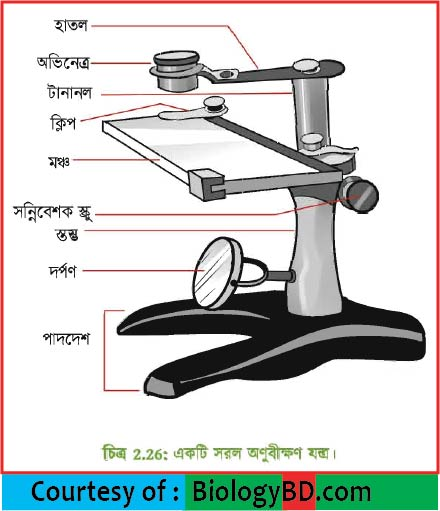 হাতল
অভিনেত্র
টানানল
ক্লিপ
মঞ্চ
সন্নিবেশক স্ক্রু
স্তম্ভ
দর্পণ
পাদদেশ
চিত্র 2.26: একটি সরল অণুবীক্ষণ যন্ত্র।
Courtesy of : BiologyBD.com